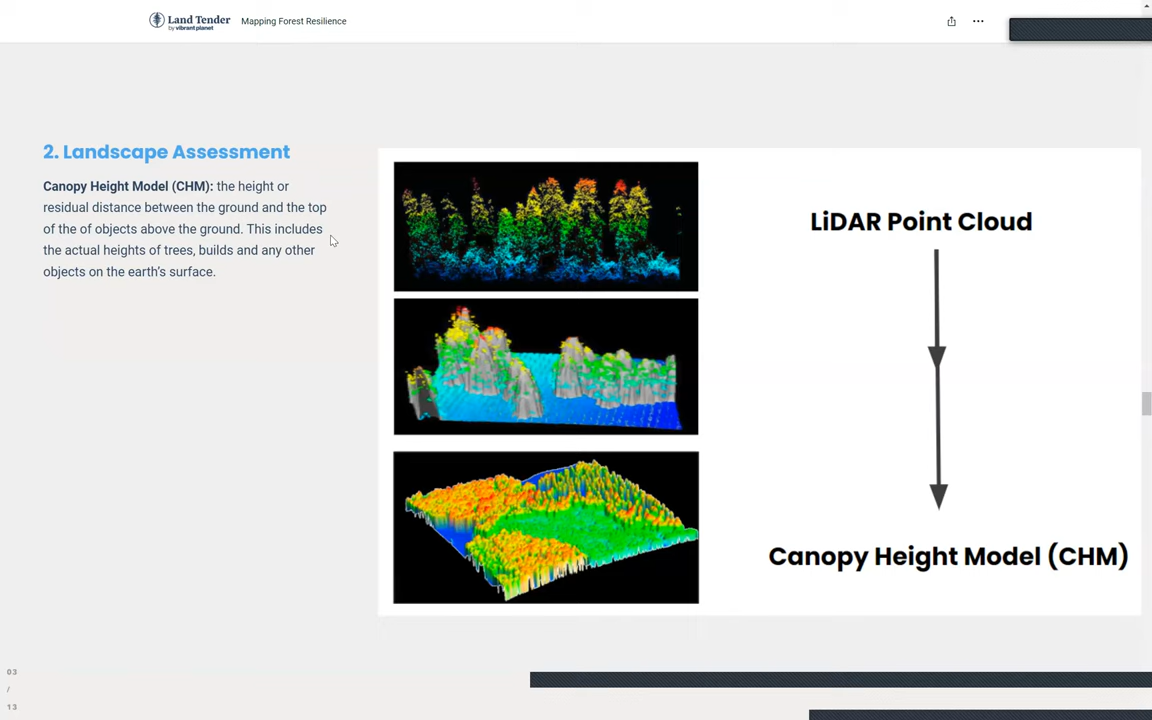 Land Tender
by vibrant planet
Mapping Forest Resilience
2. Landscape Assessment
Canopy Height Model (CHM): the height or
residual distance between the ground and the top
of the of objects above the ground. This includes
the actual heights of trees, builds and any other
objects on the earth’s surface.
LiDAR Point Cloud
Canopy Height Model (CHM)
03
/
13